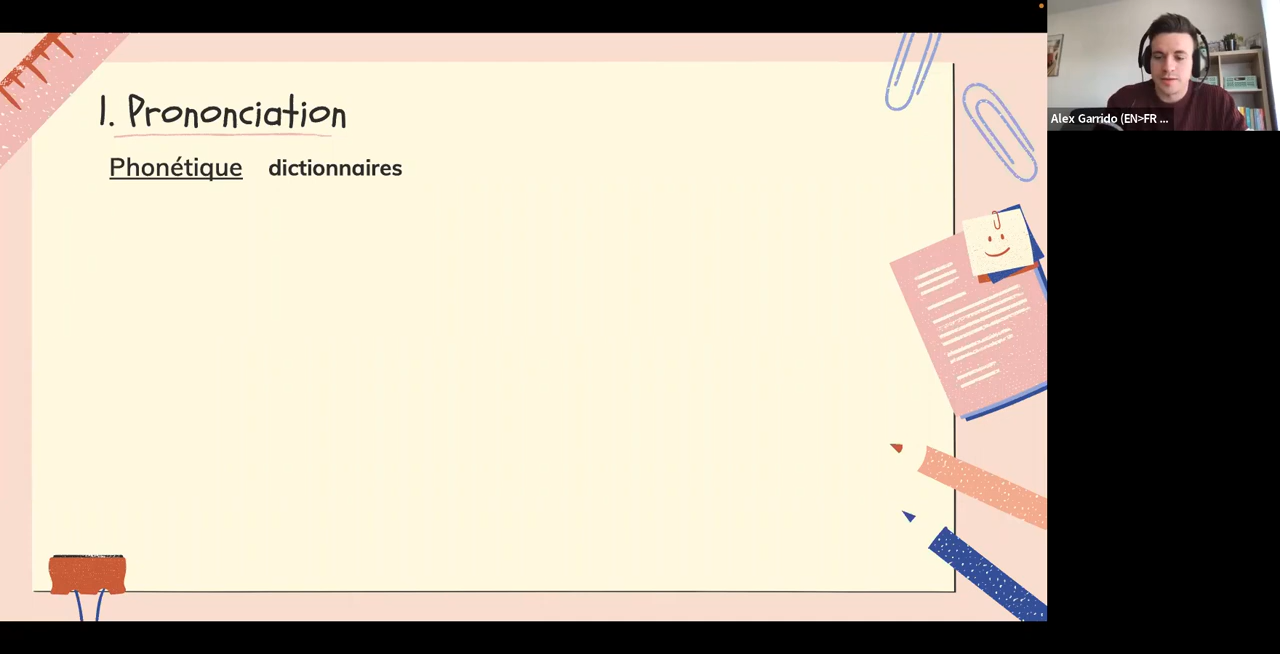 1. Prononciation
Phonétique dictionnaires
Alex Garrido (EN>FR ...